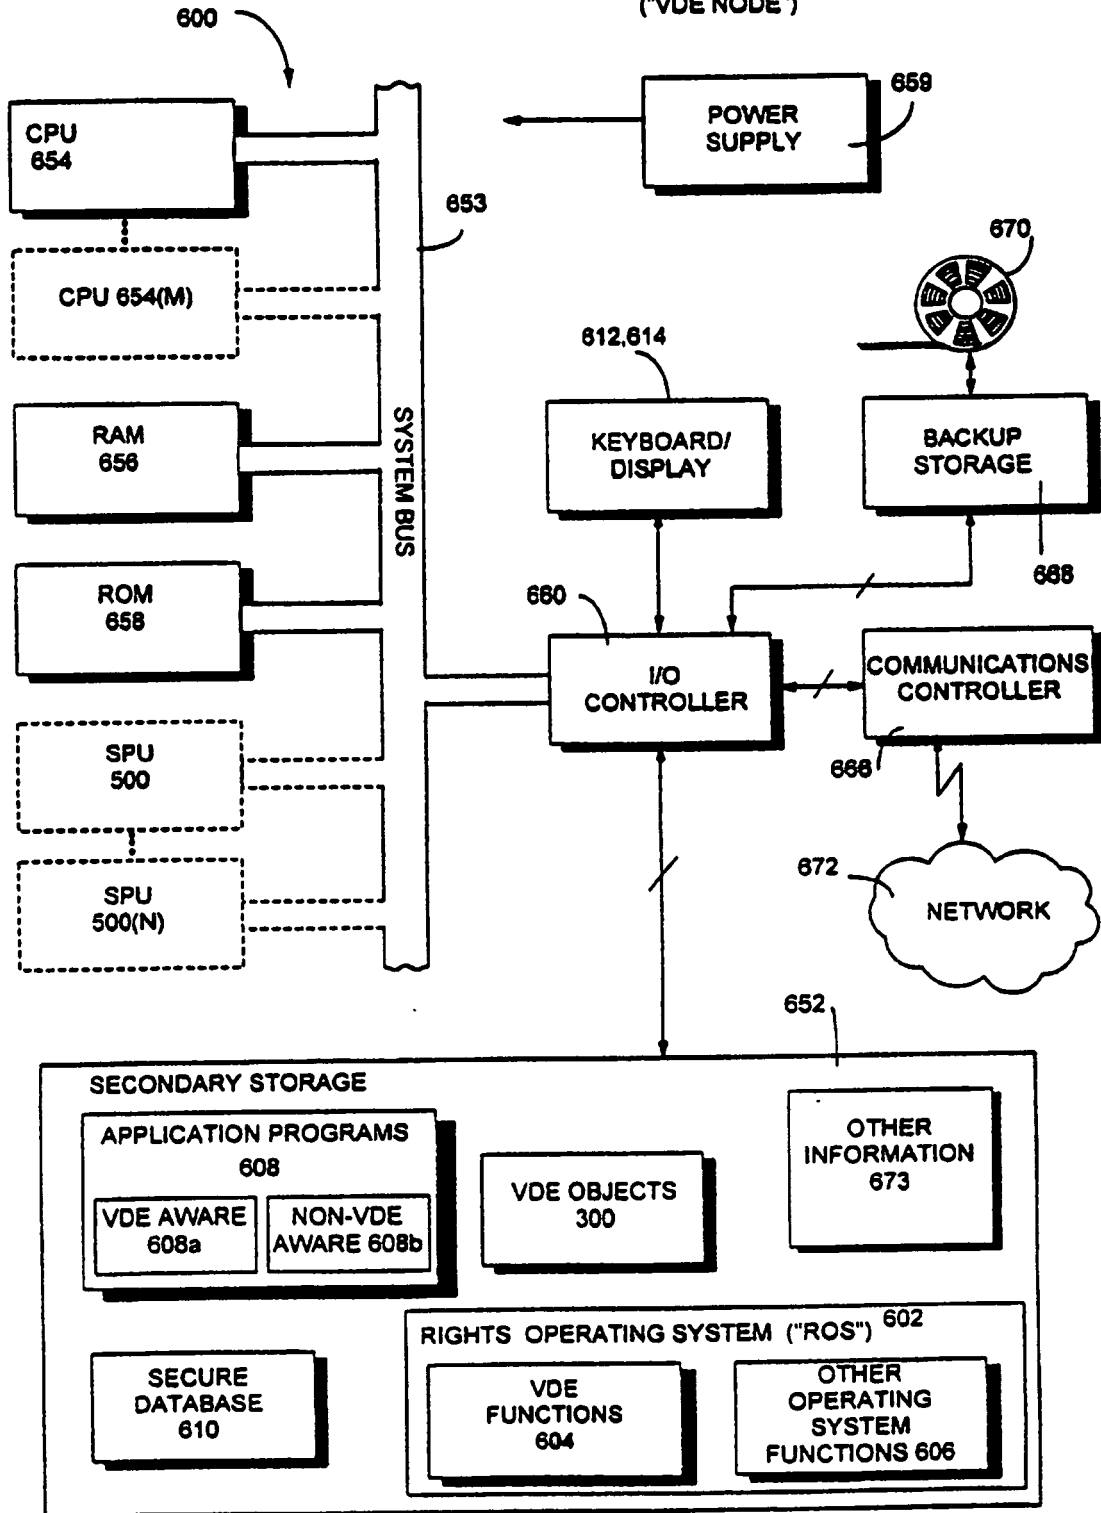 ("VDE NODE")
600
CPU
654
POWER
SUPPLY
659
653
CPU 654(M)
670
612,614
RAM
656
SYSTEM BUS
KEYBOARD/
DISPLAY
BACKUP
STORAGE
668
ROM
658
660
I/O
CONTROLLER
COMMUNICATIONS
CONTROLLER
666
SPU
500
SPU
500(N)
672
NETWORK
652
SECONDARY STORAGE
APPLICATION PROGRAMS
608
VDE AWARE
608a
NON-VDE
AWARE 608b
VDE OBJECTS
300
OTHER
INFORMATION
673
SECURE
DATABASE
610
RIGHTS OPERATING SYSTEM ("ROS") 602
VDE
FUNCTIONS
604
OTHER
OPERATING
SYSTEM
FUNCTIONS 606